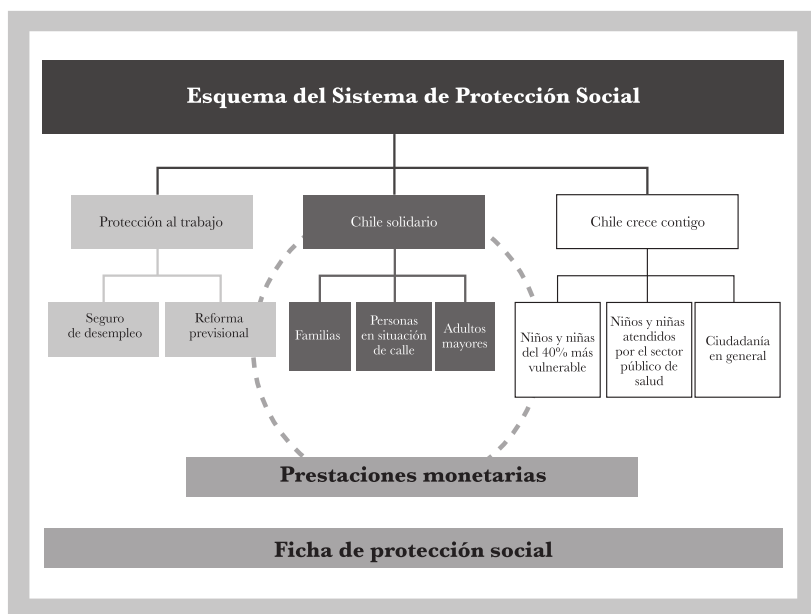 Esquema del Sistema de Protección Social
Protección al trabajo
Chile solidario
Chile crece contigo
Seguro
de desempleo
Reforma
previsional
Familias
Personas
en situación
de calle
Adultos
mayores
Niños y niñas
del 40% más
vulnerable
Niños y niñas
atendidos
por el sector
público de
salud
Ciudadanía
en general
Prestaciones monetarias
Ficha de protección social